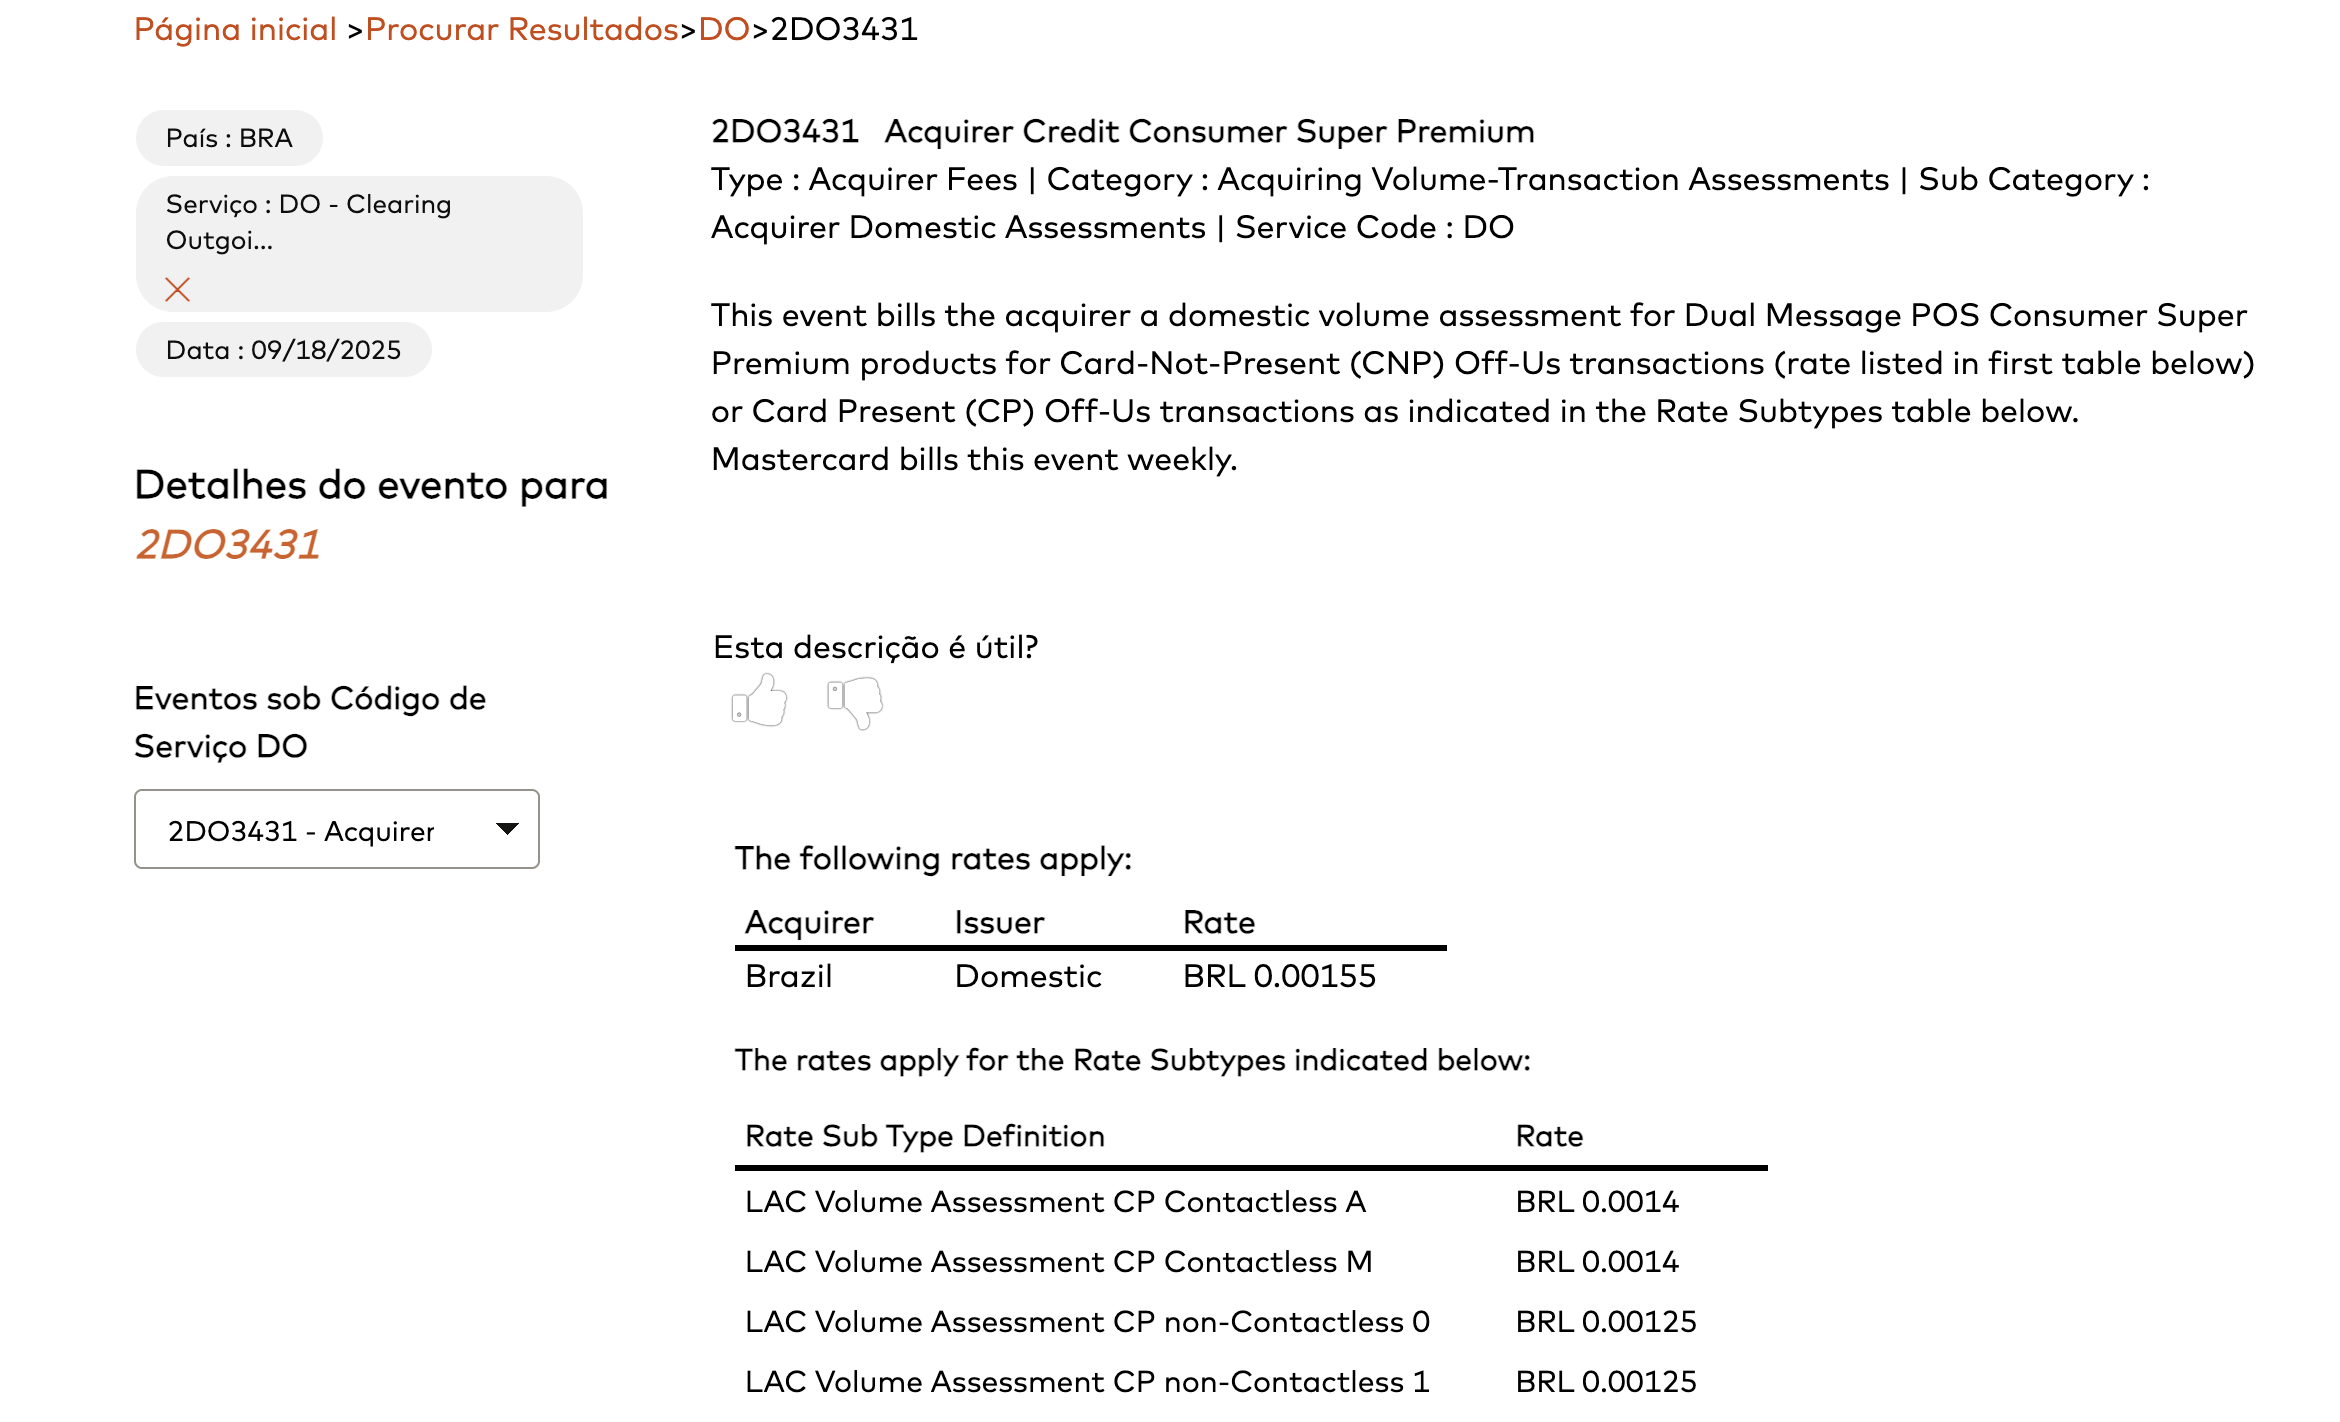 Página inicial >Procurar Resultados>DO>2DO3431
País : BRA
Serviço : DO - Clearing
Outgoi...
Data : 09/18/2025
Detalhes do evento para
2DO3431
Eventos sob Código de
Serviço DO
2DO3431 - Acquirer
2DO3431 Acquirer Credit Consumer Super Premium
Type : Acquirer Fees | Category : Acquiring Volume-Transaction Assessments | Sub Category :
Acquirer Domestic Assessments | Service Code : DO
This event bills the acquirer a domestic volume assessment for Dual Message POS Consumer Super
Premium products for Card-Not-Present (CNP) Off-Us transactions (rate listed in first table below)
or Card Present (CP) Off-Us transactions as indicated in the Rate Subtypes table below.
Mastercard bills this event weekly.
Esta descrição é útil?
The following rates apply:
Acquirer Issuer Rate
Brazil Domestic BRL 0.00155
The rates apply for the Rate Subtypes indicated below:
Rate Sub Type Definition Rate
LAC Volume Assessment CP Contactless A BRL 0.0014
LAC Volume Assessment CP Contactless M BRL 0.0014
LAC Volume Assessment CP non-Contactless 0 BRL 0.00125
LAC Volume Assessment CP non-Contactless 1 BRL 0.00125